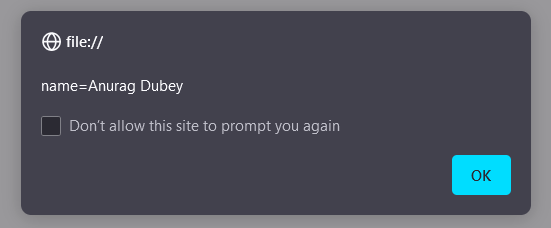 file://
name=Anurag Dubey
Don't allow this site to prompt you again
OK